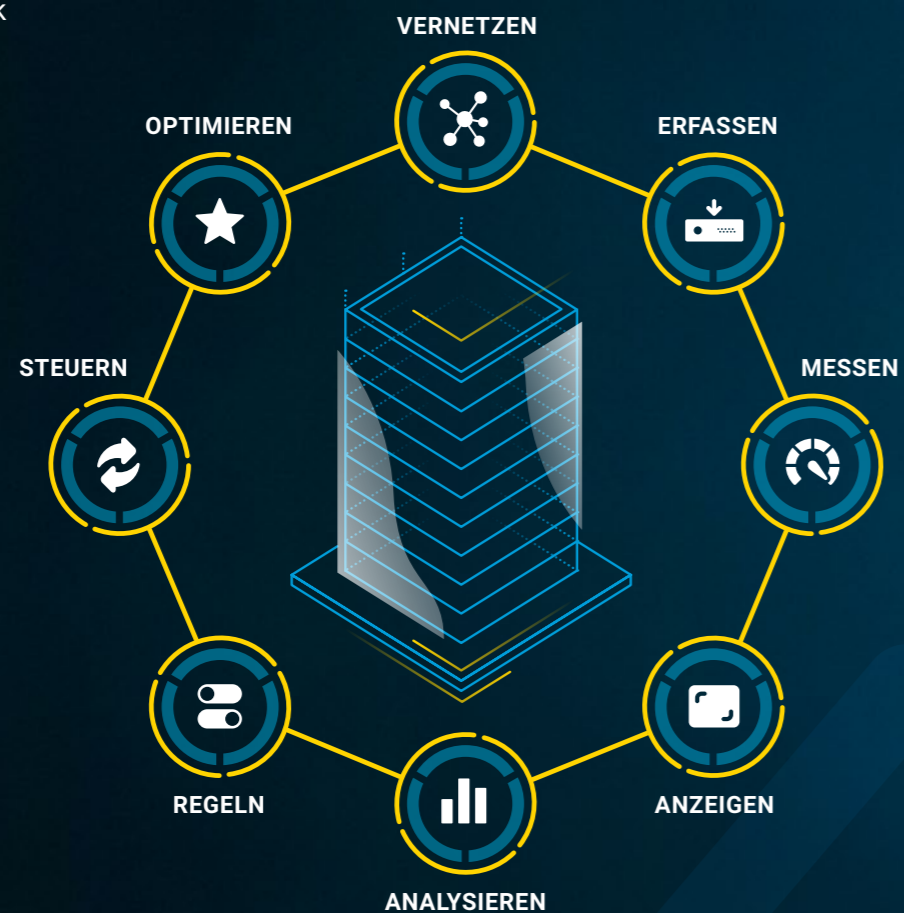 K
VERNETZEN
OPTIMIEREN
ERFASSEN
STEUERN
MESSEN
REGELN
ANZEIGEN
ANALYSIEREN